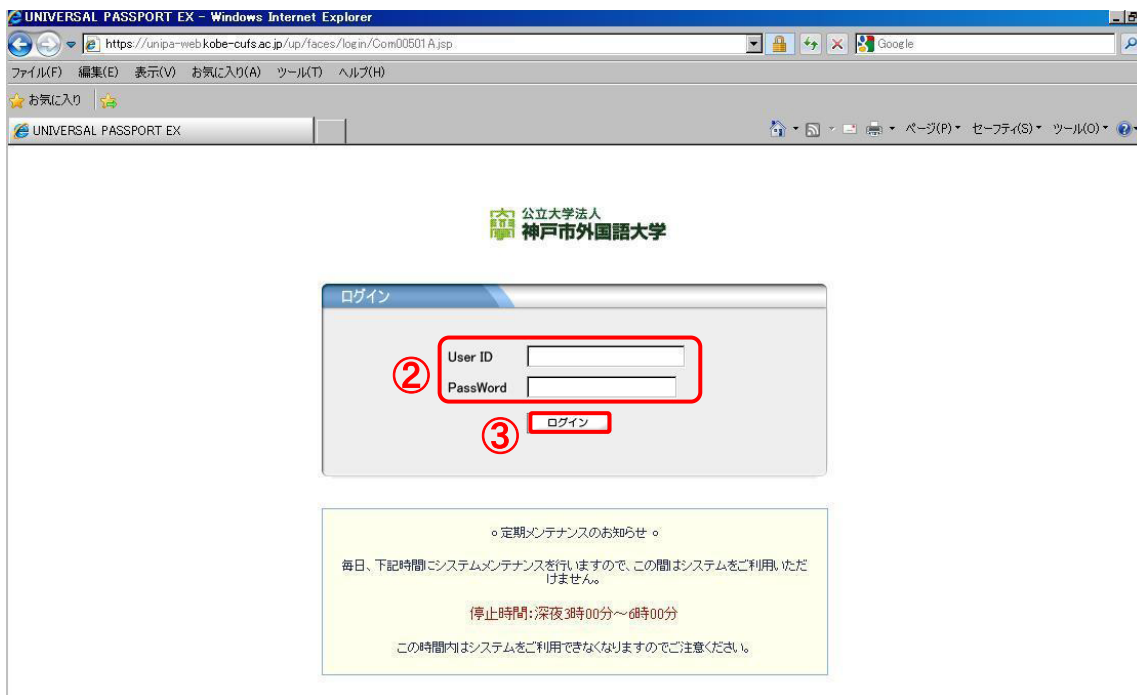 UNIVERSAL PASSPORT EX - Windows Internet Explorer
https://unipa-web.kobe-cufs.ac.jp/up/faces/login/Com00501A.jsp
Google
ファイル(F) 編集(E) 表示(V) お気に入り(A) ツール(T) ヘルプ(H)
お気に入り
UNIVERSAL PASSPORT EX
ページ(P) セーフティ(S) ツール(O)
公立大学法人
神戸市外国語大学
ログイン
User ID
②
PassWord
ログイン
③
o 定期メンテナンスのお知らせ o
毎日、下記時間にシステムメンテナンスを行いますので、この間はシステムをご利用いただ
けません。
停止時間:深夜3時00分～6時00分
この時間内はシステムをご利用できなくなりますのでご注意ください。